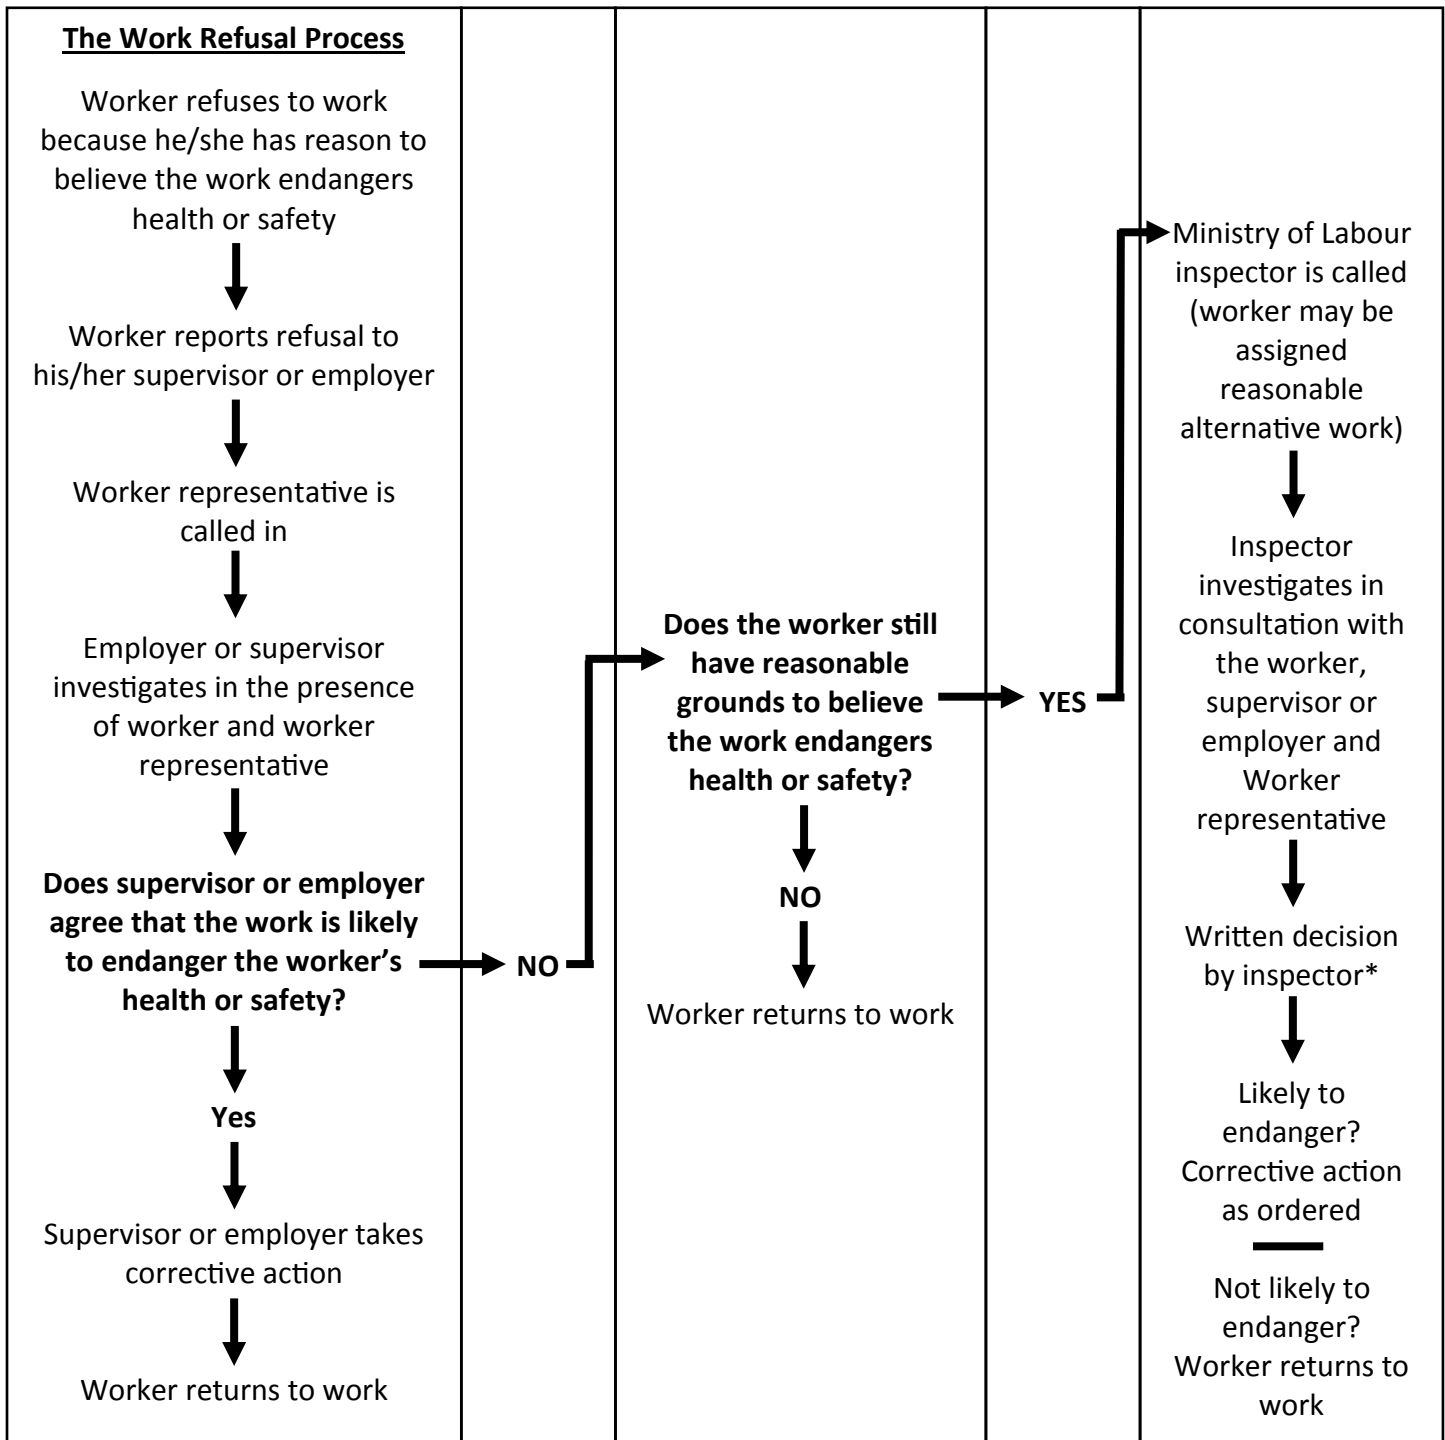 The Work Refusal Process
Worker refuses to work
because he/she has reason to
believe the work endangers
health or safety
Worker reports refusal to
his/her supervisor or employer
Worker representative is
called in
Employer or supervisor
investigates in the presence
of worker and worker
representative
Does supervisor or employer
agree that the work is likely
to endanger the worker’s
health or safety?
Yes
Supervisor or employer takes
corrective action
Worker returns to work
NO
Does the worker still
have reasonable
grounds to believe
the work endangers
health or safety?
NO
Worker returns to work
YES
Ministry of Labour
inspector is called
(worker may be
assigned
reasonable
alternative work)
Inspector
investigates in
consultation with
the worker,
supervisor or
employer and
Worker
representative
Written decision
by inspector*
Likely to
endanger?
Corrective action
as ordered
Not likely to
endanger?
Worker returns to
work